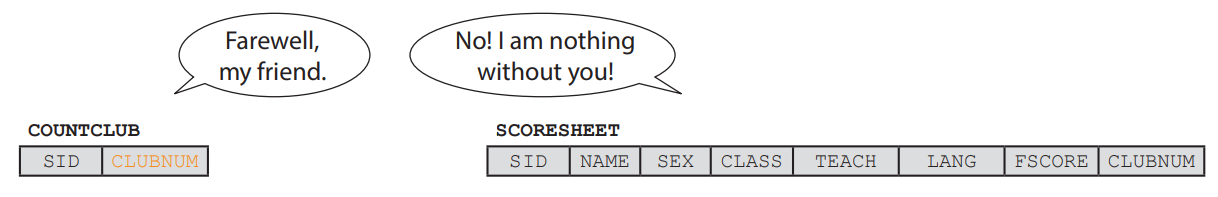 Farewell,
my friend.
No! I am nothing
without you!
COUNTCLUB
SCORESHEET
SID CLUBNUM
SID NAME SEX CLASS TEACH LANG FSCORE CLUBNUM